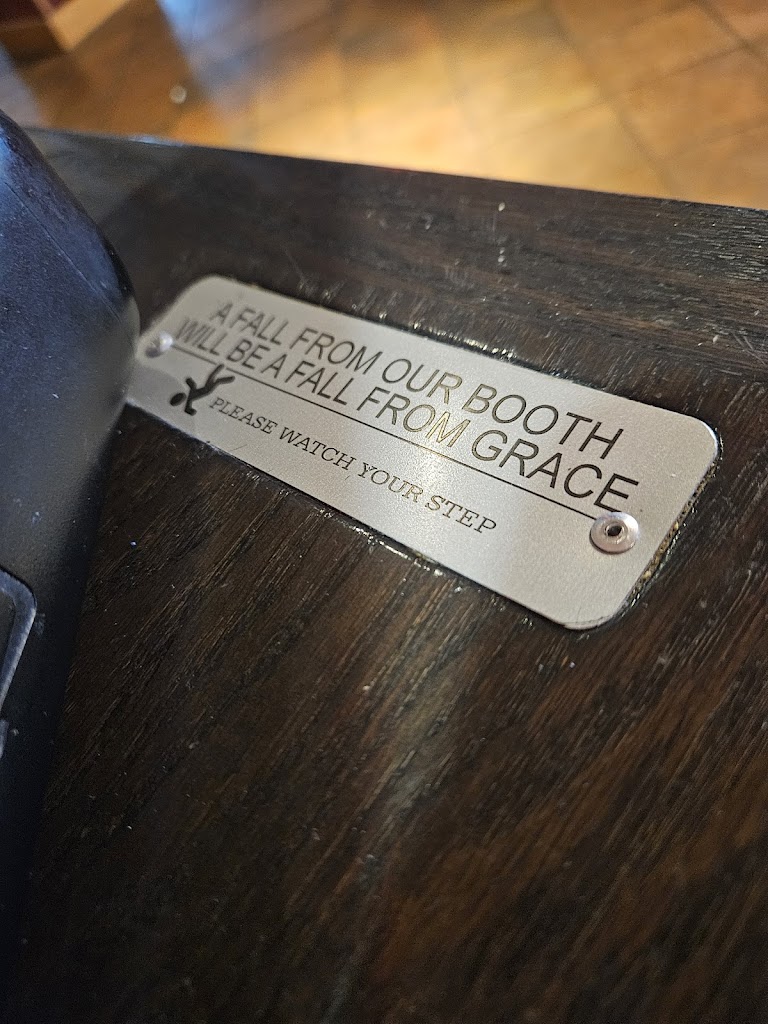 A FALL FROM OUR BOOTH
WILL BE A FALL FROM GRACE
PLEASE WATCH YOUR STEP